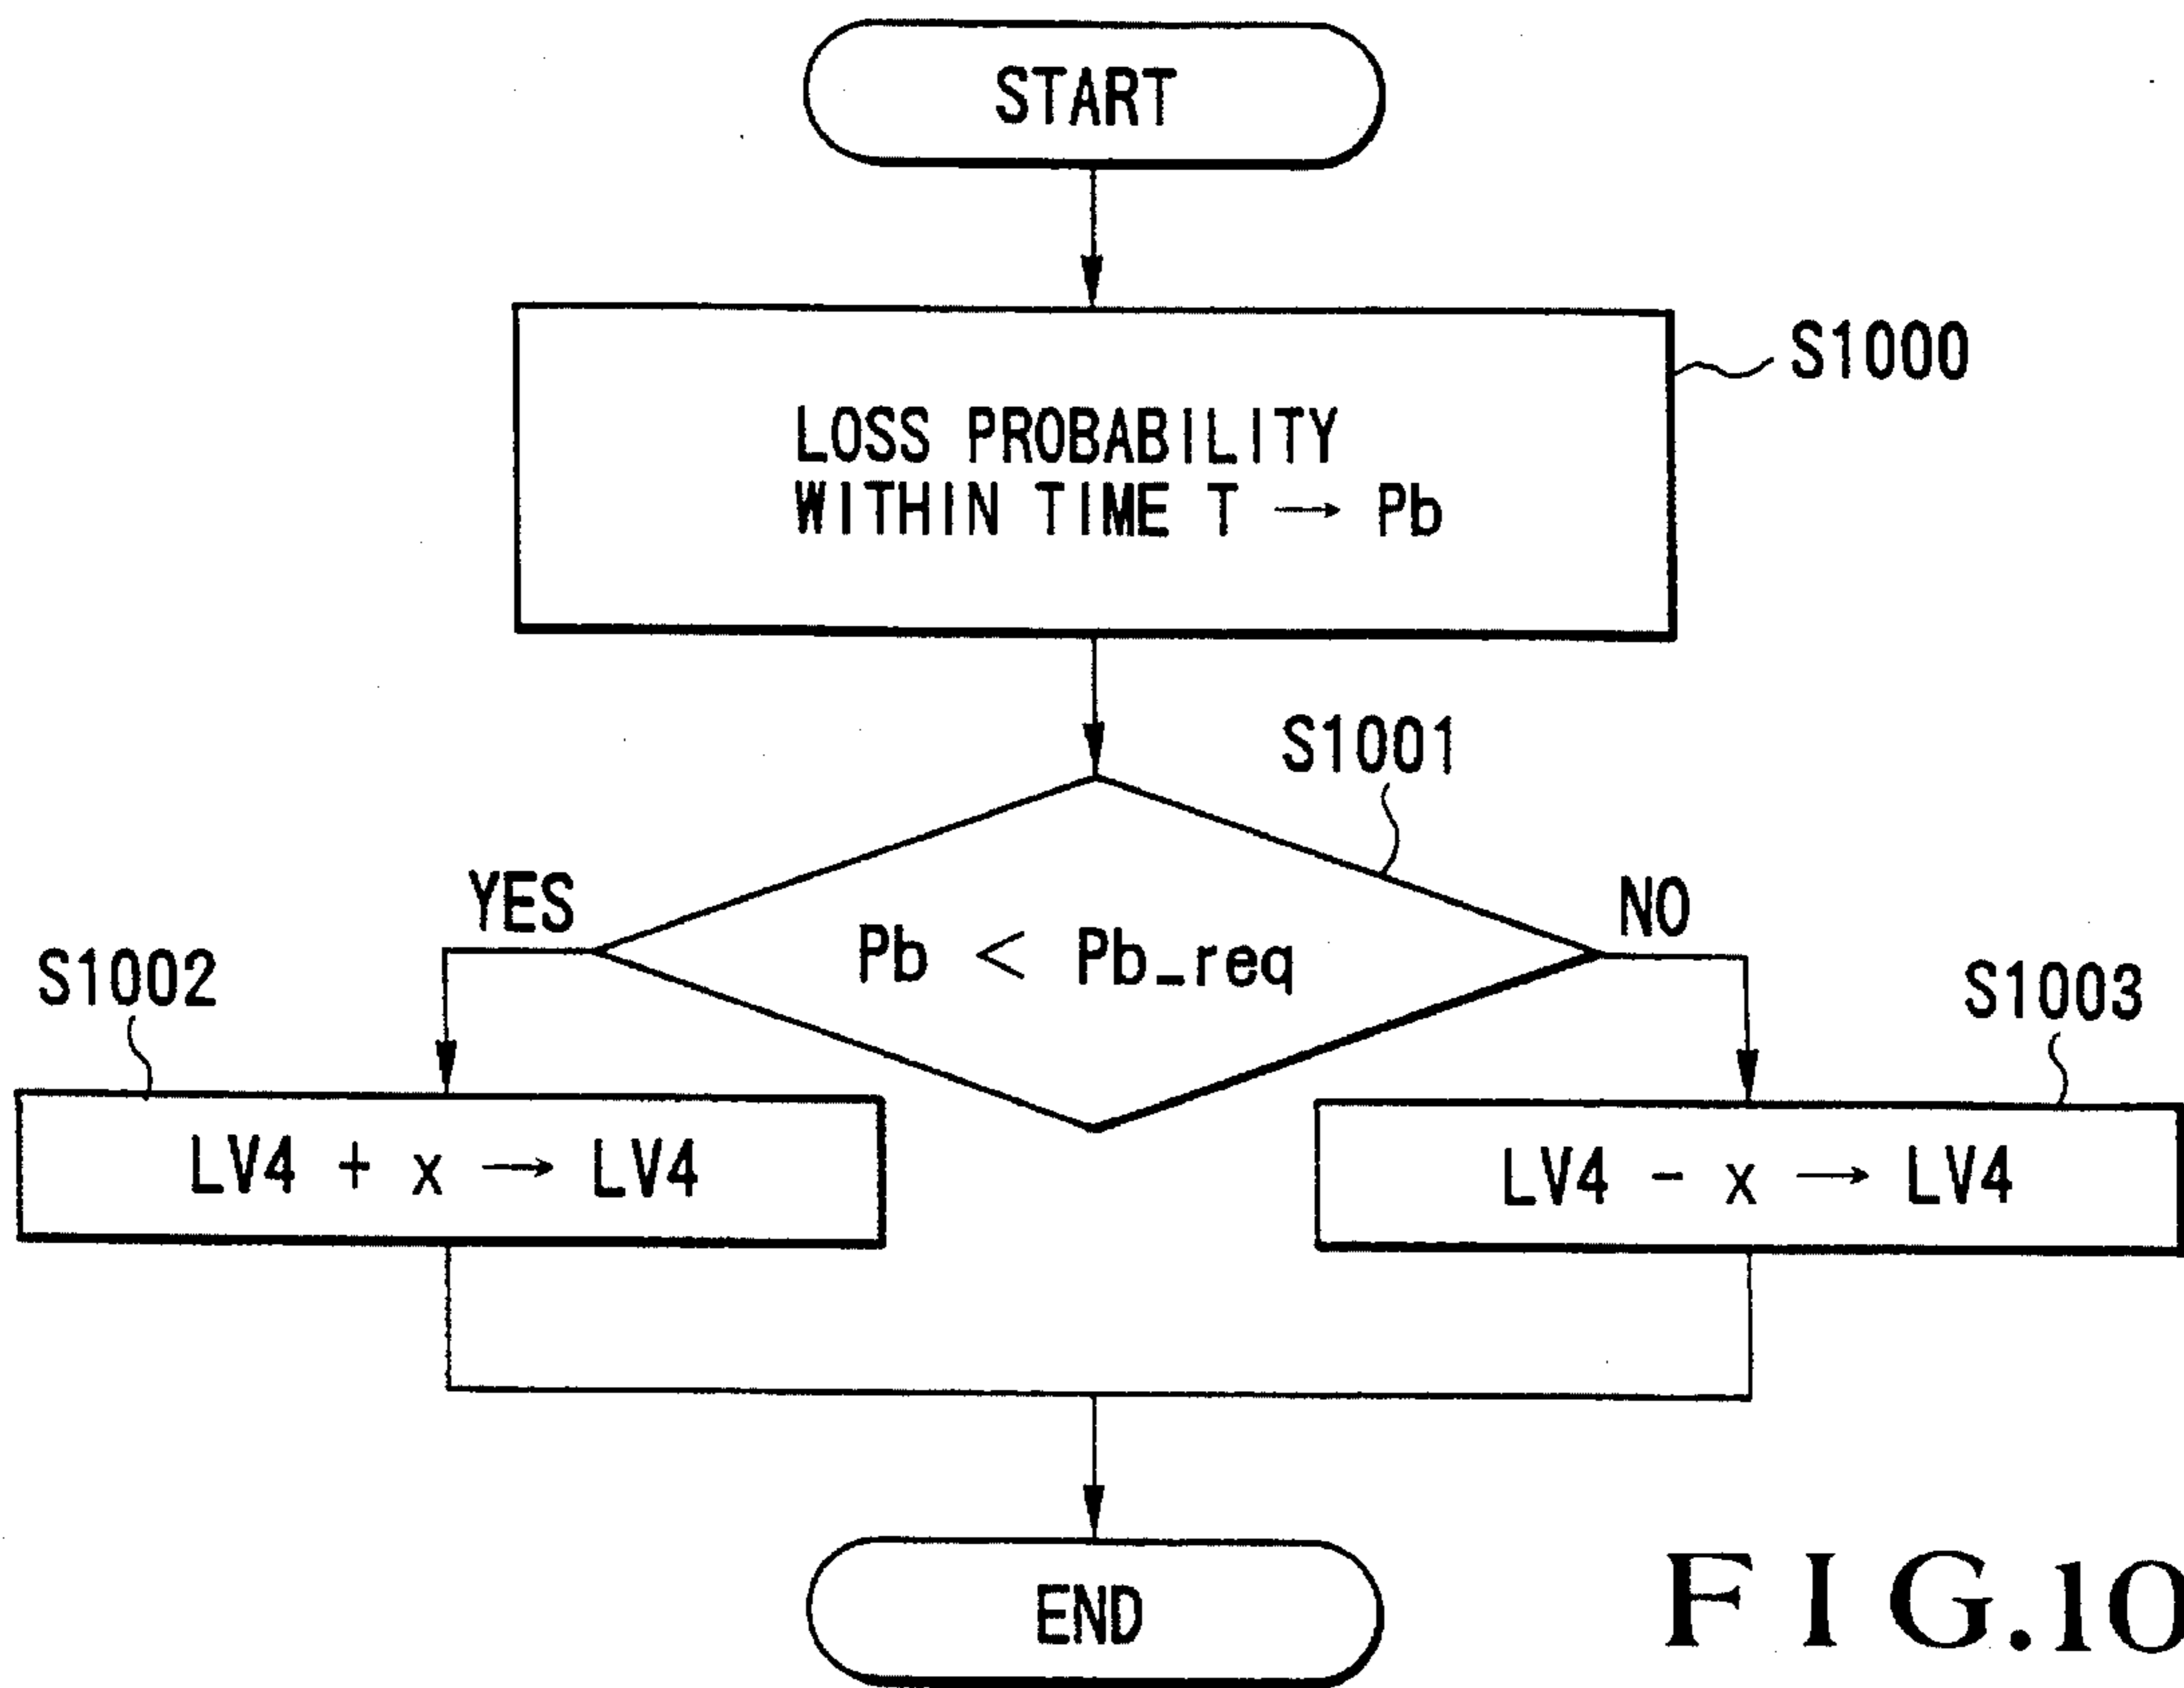 START
S1000
LOSS PROBABILITY
WITHIN TIME T → Pb
S1001
YES
NO
Pb < Pb_req
S1002
S1003
LV4 + x → LV4
LV4 - x → LV4
END
FIG.10